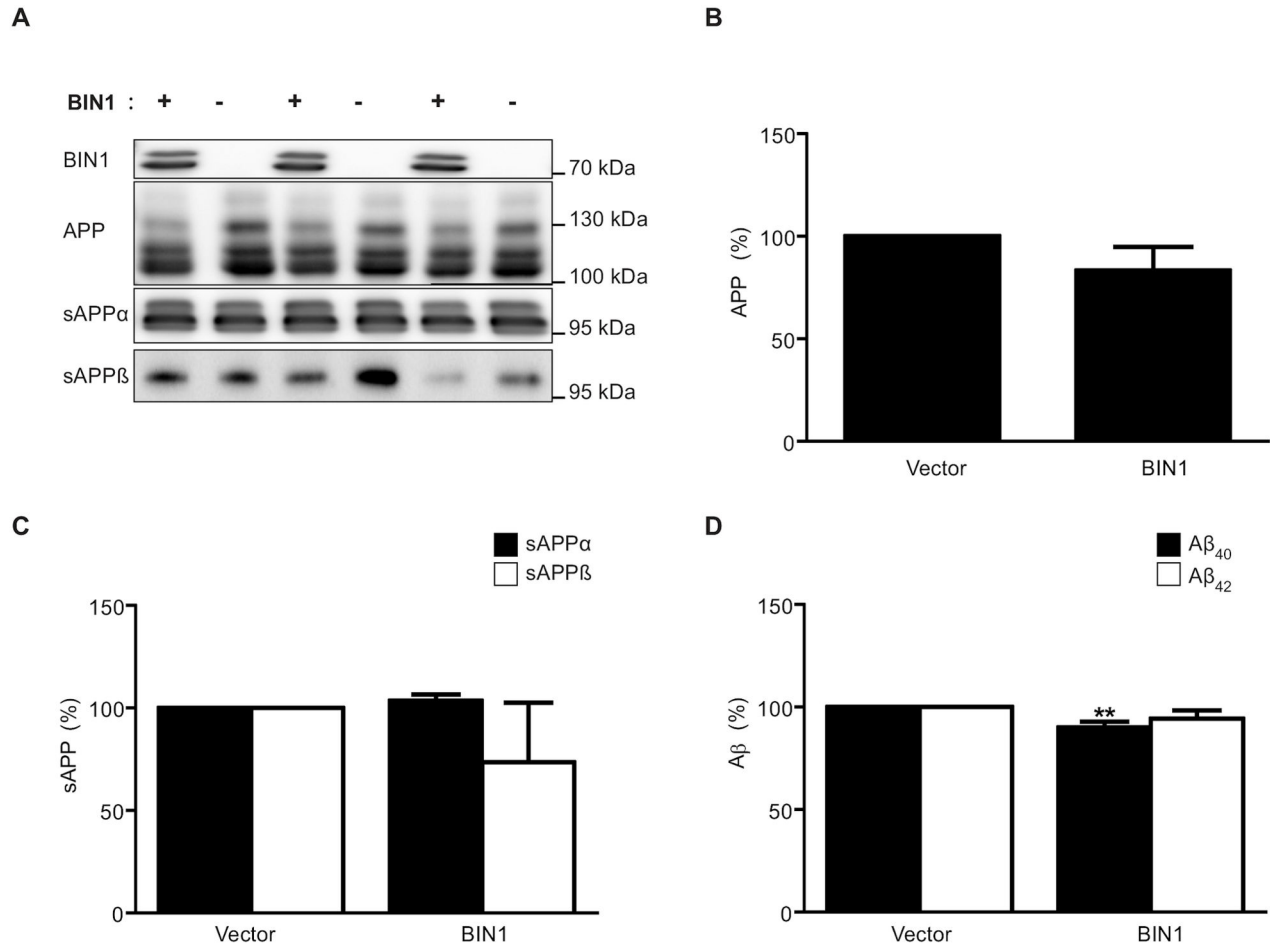 A
BIN1 : + - + - + -
BIN1
70 kDa
APP
130 kDa
100 kDa
sAPPα
95 kDa
sAPPß
95 kDa
B
150
100
50
0
APP (%)
Vector BIN1
C
sAPPα
sAPPß
150
100
50
0
sAPP (%)
Vector BIN1
D
Aβ40
Aβ42
150
100
50
0
Aβ (%)
**
Vector BIN1